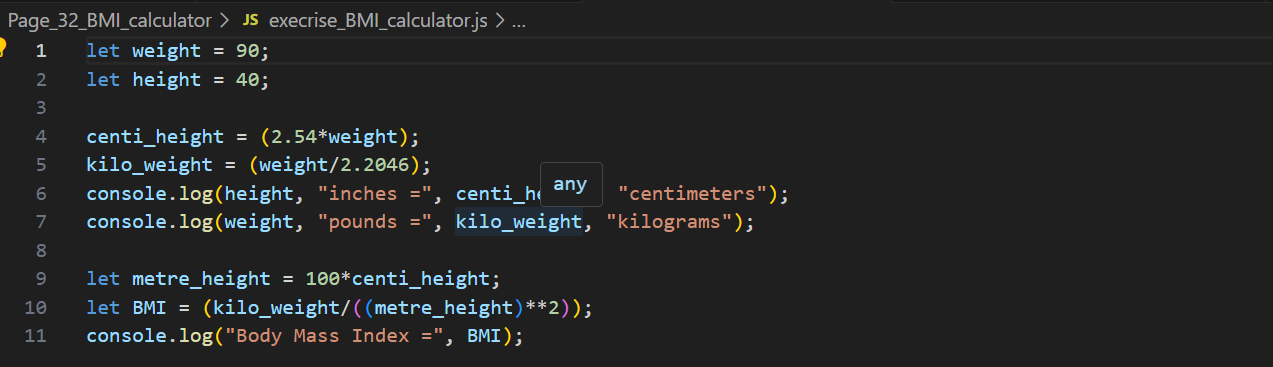 Page_32_BMI_calculator > JS execrise_BMI_calculator.js > ...
1 let weight = 90;
2 let height = 40;
3
4 centi_height = (2.54*weight);
5 kilo_weight = (weight/2.2046);
6 console.log(height, "inches =", centi_he "centimeters");
any
7 console.log(weight, "pounds =", kilo_weight, "kilograms");
8
9 let metre_height = 100*centi_height;
10 let BMI = (kilo_weight/((metre_height)**2));
11 console.log("Body Mass Index =", BMI);